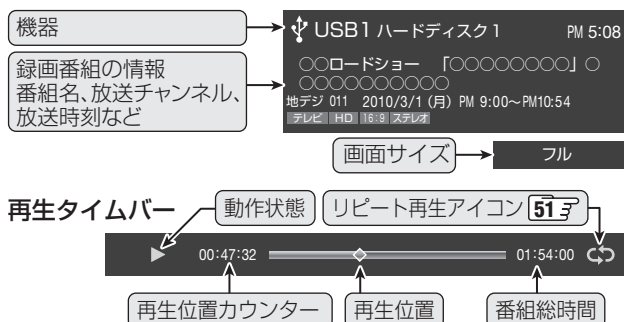 機器
USB1 ハードディスク1 PM 5:08
録画番組の情報
番組名、放送チャンネル、
放送時刻など
○○ロードショー 「○○○○○○○○」○
○○○○○○○○○○
地デジ 011 2010/3/1 (月) PM 9:00~PM10:54
テレビ HD 16:9 ステレオ
画面サイズ フル
再生タイムバー 動作状態 リピート再生アイコン 51
00:47:32 01:54:00
再生位置カウンター 再生位置 番組総時間